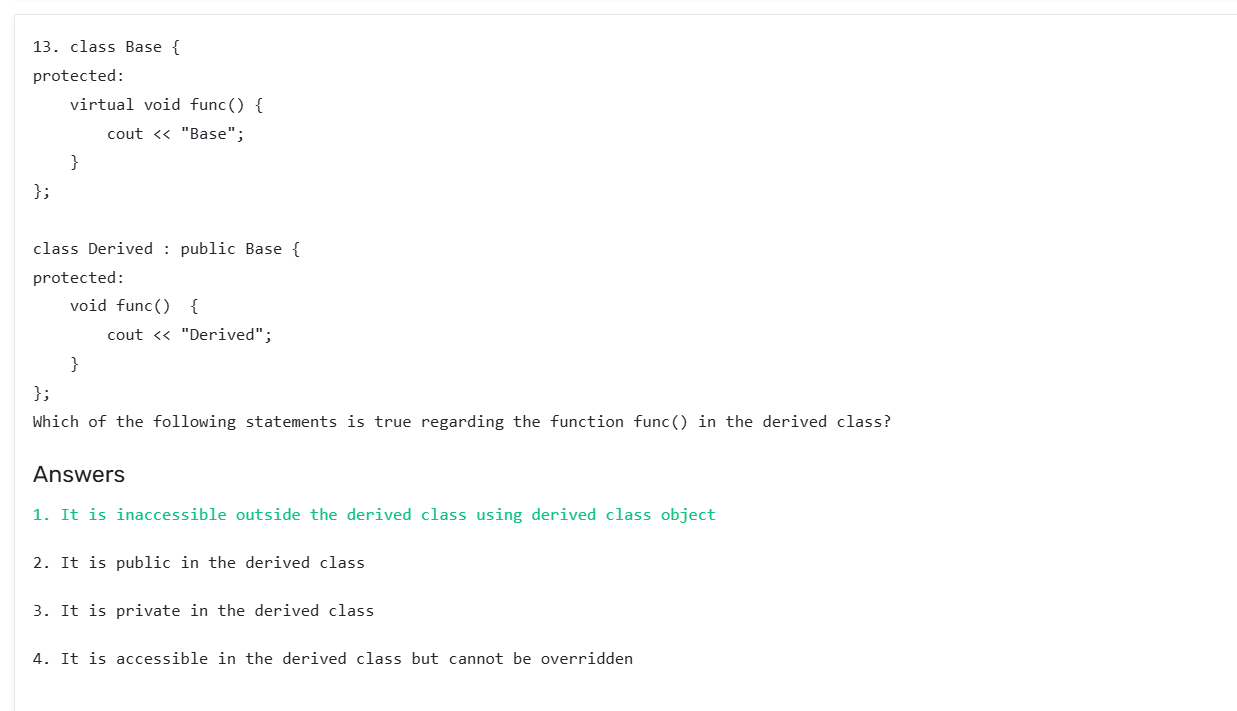 13. class Base {
protected:
    virtual void func() {
        cout << "Base";
    }
};

class Derived : public Base {
protected:
    void func()  {
        cout << "Derived";
    }
};
Which of the following statements is true regarding the function func() in the derived class?
Answers
1. It is inaccessible outside the derived class using derived class object
2. It is public in the derived class
3. It is private in the derived class
4. It is accessible in the derived class but cannot be overridden